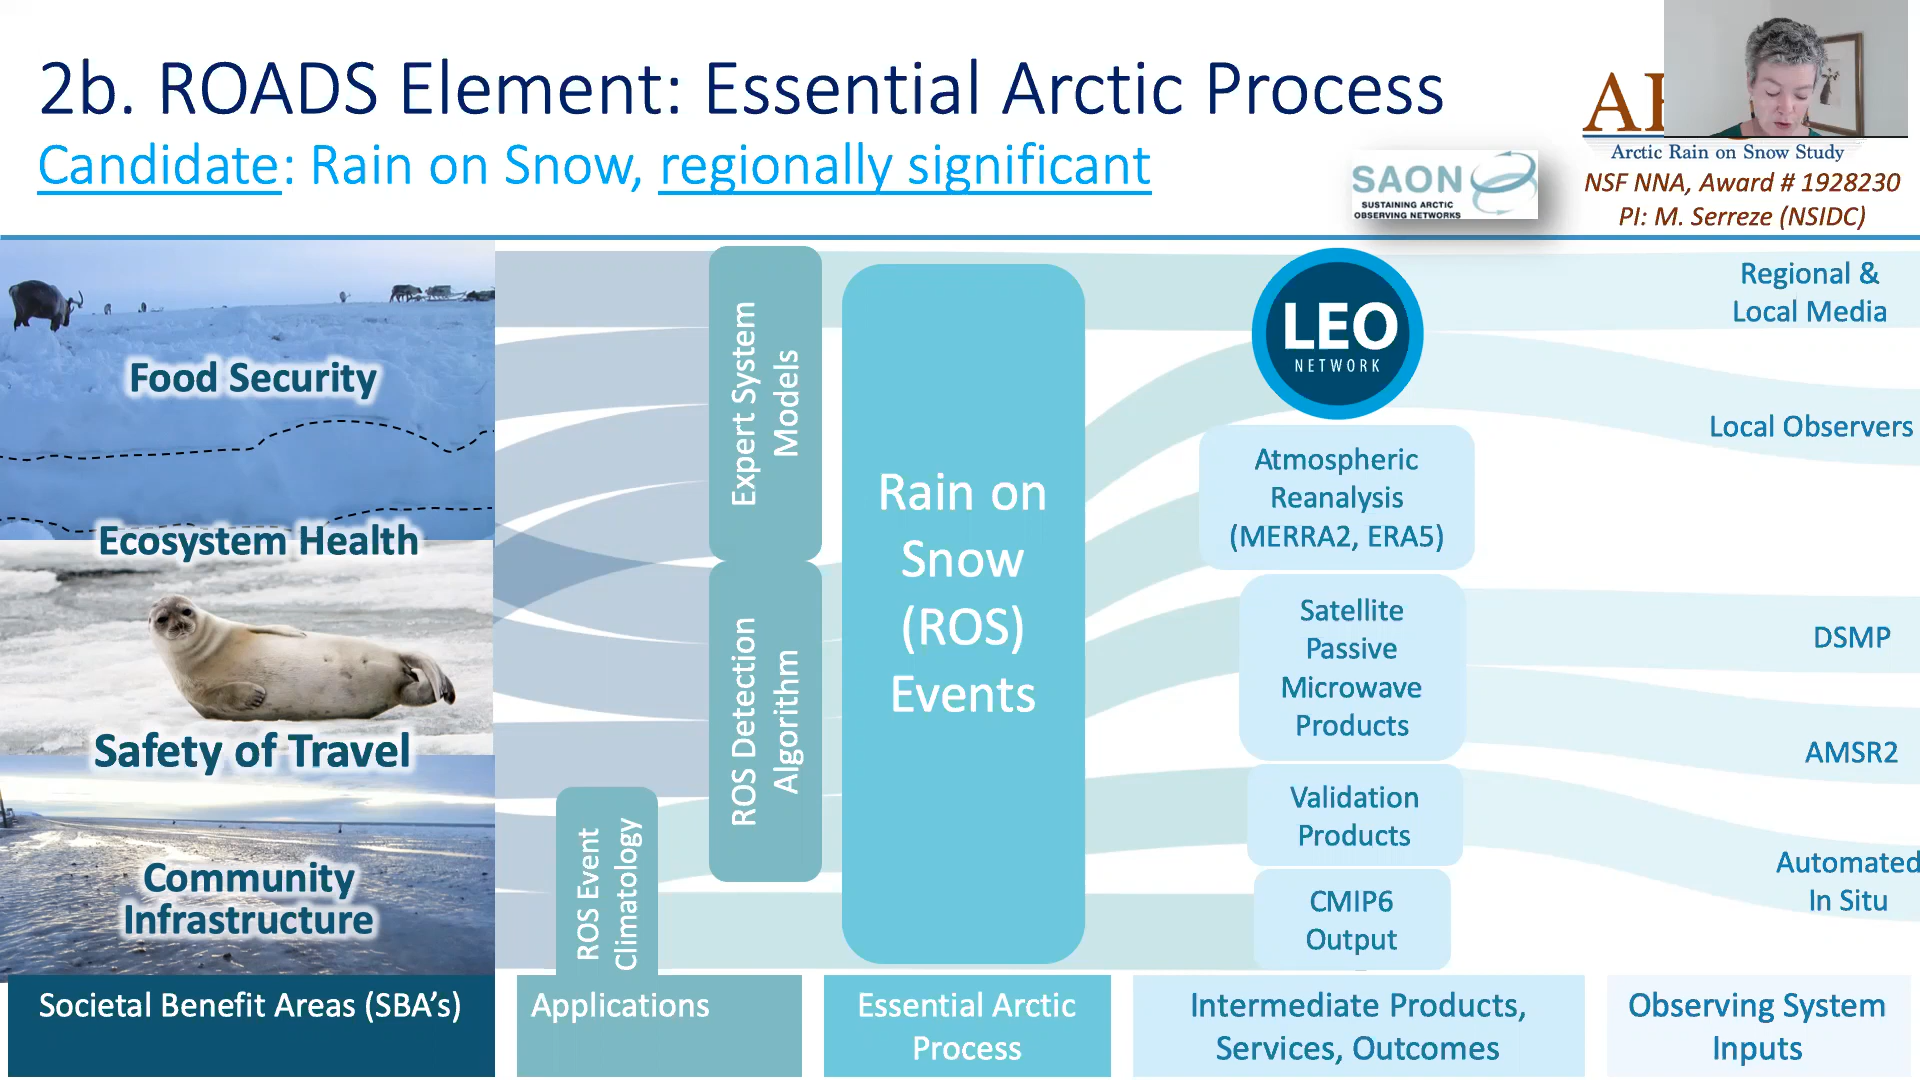 2b. ROADS Element: Essential Arctic Process
Candidate: Rain on Snow, regionally significant
SAON
SUSTAINING ARCTIC
OBSERVING NETWORKS
Arctic Rain on Snow Study
NSF NNA, Award # 1928230
PI: M. Serreze (NSIDC)
Food Security
Ecosystem Health
Safety of Travel
Community
Infrastructure
Expert System
Models
ROS Detection
Algorithm
ROS Event
Climatology
Rain on
Snow
(ROS)
Events
LEO
NETWORK
Atmospheric
Reanalysis
(MERRA2, ERA5)
Satellite
Passive
Microwave
Products
Validation
Products
CMIP6
Output
Regional &
Local Media
Local Observers
DSMP
AMSR2
Automated
In Situ
Societal Benefit Areas (SBA's)
Applications
Essential Arctic
Process
Intermediate Products,
Services, Outcomes
Observing System
Inputs